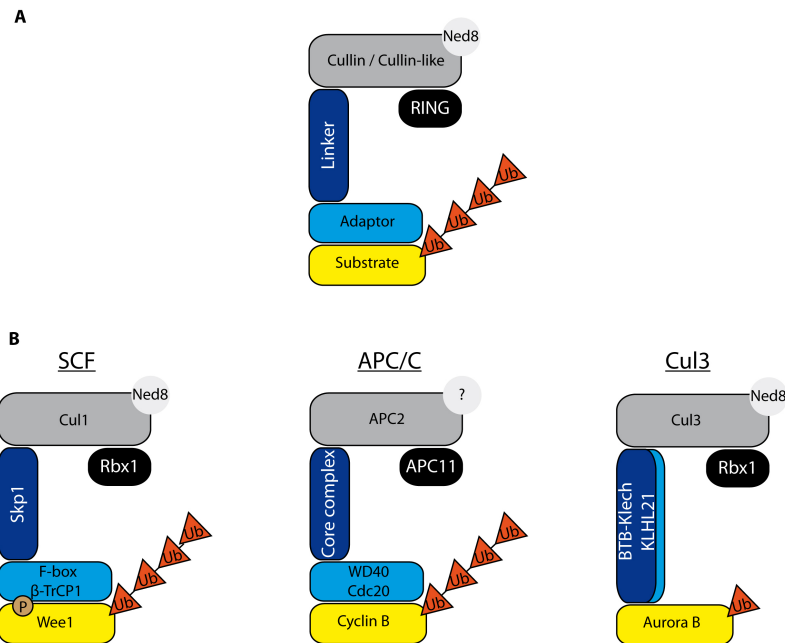 A
Ned8
Cullin / Cullin-like
RING
Linker
Adaptor
Substrate
Ub
Ub
Ub
Ub
B
SCF
Ned8
Cul1
Rbx1
Skp1
F-box
β-TrCP1
P
Wee1
Ub
Ub
Ub
Ub
APC/C
?
APC2
APC11
Core complex
WD40
Cdc20
Cyclin B
Ub
Ub
Ub
Ub
Cul3
Ned8
Cul3
Rbx1
BTB-Klech
KLHL21
Aurora B
Ub